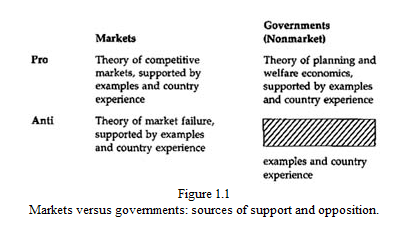 Markets
Governments
(Nonmarket)
Pro
Theory of competitive
markets, supported by
examples and country
experience
Theory of planning and
welfare economics,
supported by examples
and country experience
Anti
Theory of market failure,
supported by examples
and country experience
examples and country
experience
Figure 1.1
Markets versus governments: sources of support and opposition.